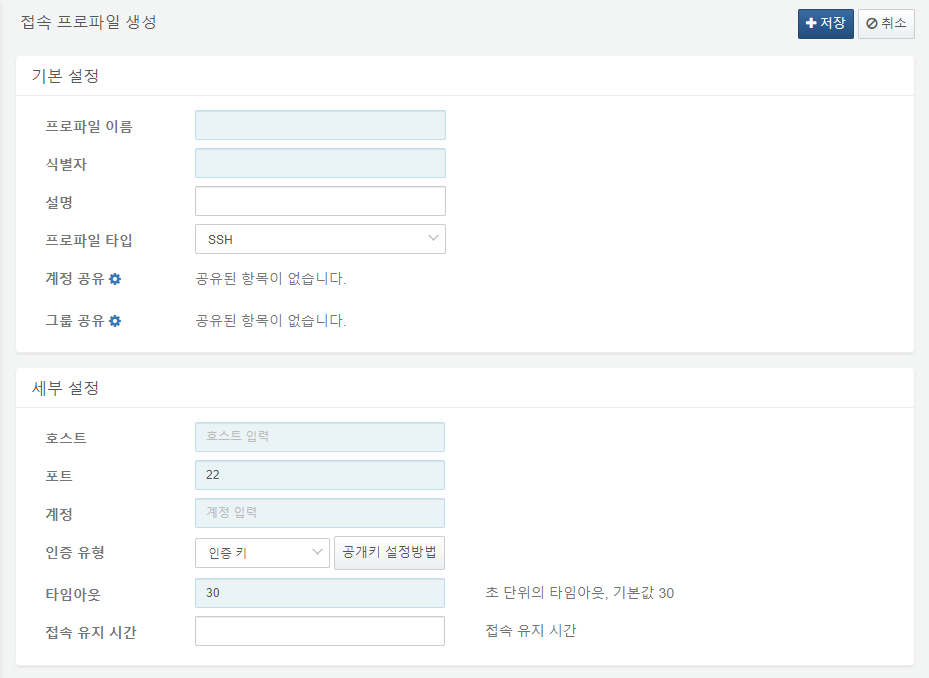 접속 프로파일 생성
저장 취소
기본 설정
프로파일 이름
식별자
설명
프로파일 타입 SSH
계정 공유 공유된 항목이 없습니다.
그룹 공유 공유된 항목이 없습니다.
세부 설정
호스트 호스트 입력
포트 22
계정 계정 입력
인증 유형 인증 키 공개키 설정방법
타임아웃 30 초 단위의 타임아웃, 기본값 30
접속 유지 시간 접속 유지 시간